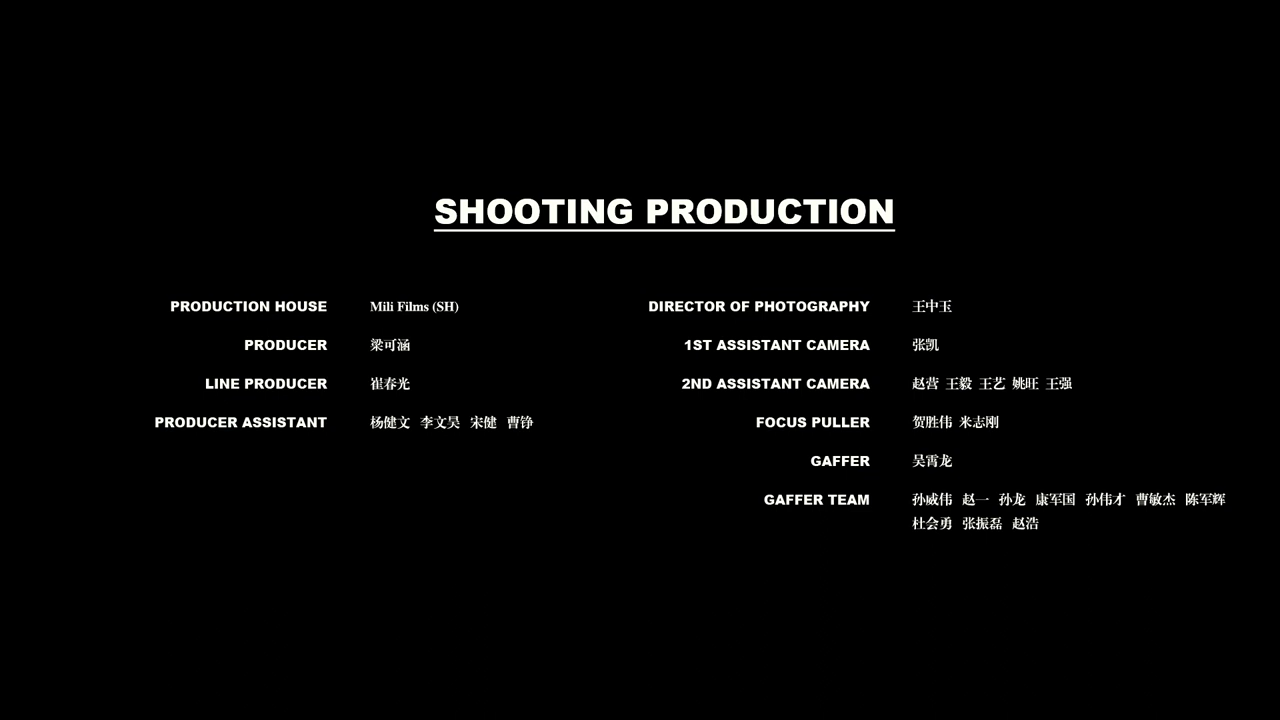 SHOOTING PRODUCTION
PRODUCTION HOUSE Mili Films (SH)
PRODUCER 梁可涵
LINE PRODUCER 崔春光
PRODUCER ASSISTANT 杨健文 李文昊 宋健 曹铮
DIRECTOR OF PHOTOGRAPHY 王中玉
1ST ASSISTANT CAMERA 张凯
2ND ASSISTANT CAMERA 赵营 王毅 王艺 姚旺 王强
FOCUS PULLER 贺胜伟 米志刚
GAFFER 吴霄龙
GAFFER TEAM 孙威伟 赵一 孙龙 康军国 孙伟才 曹敏杰 陈军辉
杜会勇 张振磊 赵浩